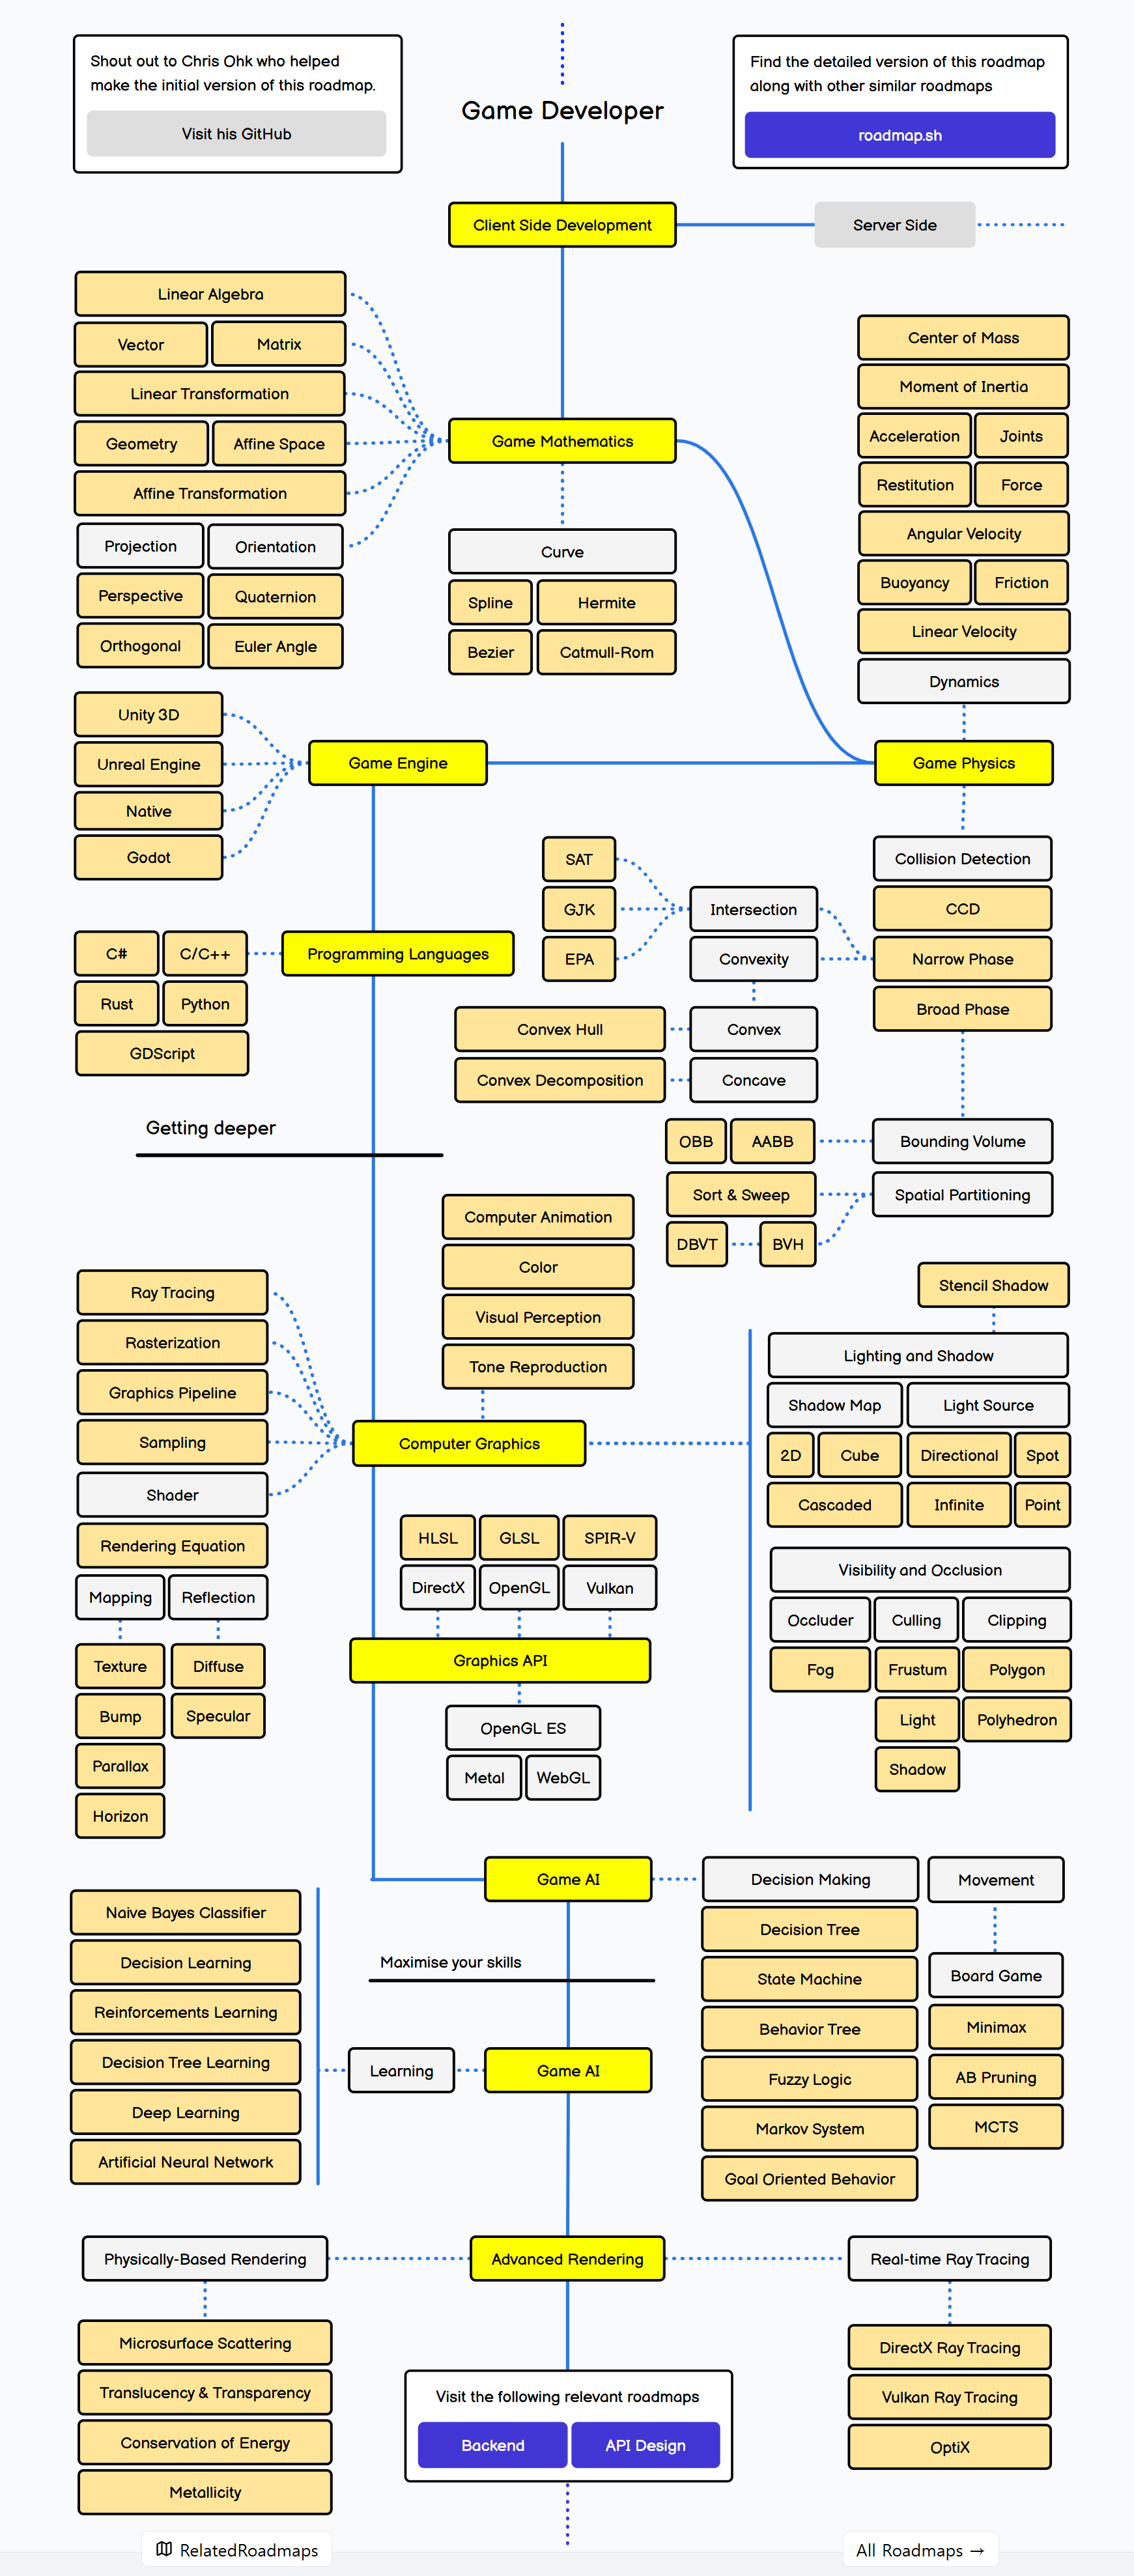 Shout out to Chris Ohk who helped
make the initial version of this roadmap.
Visit his GitHub
Game Developer
Find the detailed version of this roadmap
along with other similar roadmaps
roadmap.sh
Client Side Development
Server Side
Linear Algebra
Vector
Matrix
Linear Transformation
Geometry
Affine Space
Affine Transformation
Projection
Orientation
Perspective
Quaternion
Orthogonal
Euler Angle
Game Mathematics
Curve
Spline
Hermite
Bezier
Catmull-Rom
Center of Mass
Moment of Inertia
Acceleration
Joints
Restitution
Force
Angular Velocity
Buoyancy
Friction
Linear Velocity
Dynamics
Game Physics
Unity 3D
Unreal Engine
Native
Godot
Game Engine
Collision Detection
CCD
Narrow Phase
Broad Phase
SAT
GJK
EPA
Intersection
Convexity
Convex Hull
Convex
Convex Decomposition
Concave
C#
C/C++
Rust
Python
GDScript
Programming Languages
OBB
AABB
Bounding Volume
Sort & Sweep
Spatial Partitioning
DBVT
BVH
Getting deeper
Computer Animation
Color
Visual Perception
Tone Reproduction
Ray Tracing
Rasterization
Graphics Pipeline
Sampling
Shader
Rendering Equation
Mapping
Reflection
Texture
Diffuse
Bump
Specular
Parallax
Horizon
Computer Graphics
Stencil Shadow
Lighting and Shadow
Shadow Map
Light Source
2D
Cube
Directional
Spot
Cascaded
Infinite
Point
Visibility and Occlusion
Occluder
Culling
Clipping
Fog
Frustum
Polygon
Light
Polyhedron
Shadow
HLSL
GLSL
SPIR-V
DirectX
OpenGL
Vulkan
Graphics API
OpenGL ES
Metal
WebGL
Game AI
Decision Making
Movement
Decision Tree
State Machine
Behavior Tree
Fuzzy Logic
Markov System
Goal Oriented Behavior
Board Game
Minimax
AB Pruning
MCTS
Maximise your skills
Naive Bayes Classifier
Decision Learning
Reinforcements Learning
Decision Tree Learning
Deep Learning
Artificial Neural Network
Learning
Game AI
Physically-Based Rendering
Advanced Rendering
Real-time Ray Tracing
Microsurface Scattering
Translucency & Transparency
Conservation of Energy
Metallicity
DirectX Ray Tracing
Vulkan Ray Tracing
OptiX
Visit the following relevant roadmaps
Backend
API Design
RelatedRoadmaps
All Roadmaps →